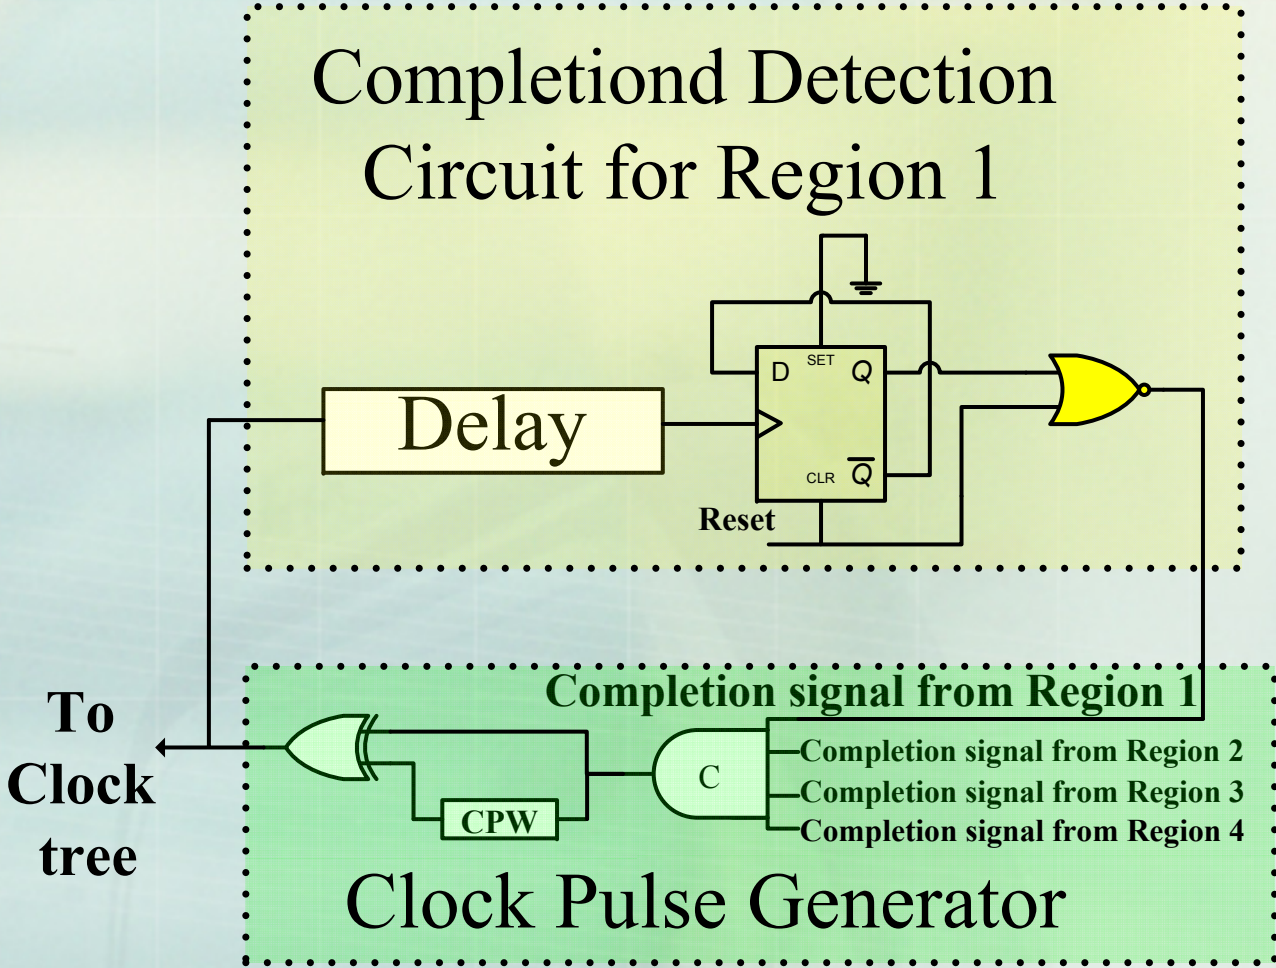 Completiond Detection
Circuit for Region 1
D
SET
Q
Delay
CLR
Q
Reset
To
Clock
tree
Completion signal from Region 1
Completion signal from Region 2
C
Completion signal from Region 3
CPW
Completion signal from Region 4
Clock Pulse Generator